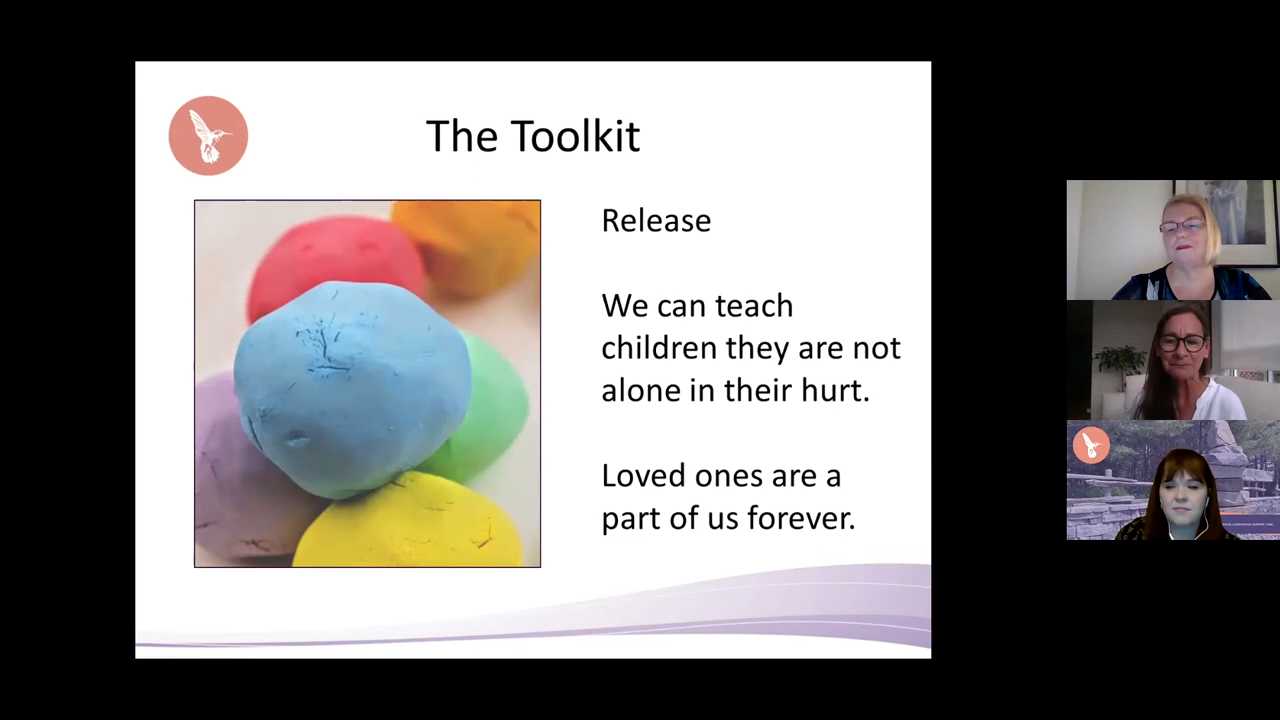 The Toolkit
Release
We can teach
children they are not
alone in their hurt.
Loved ones are a
part of us forever.